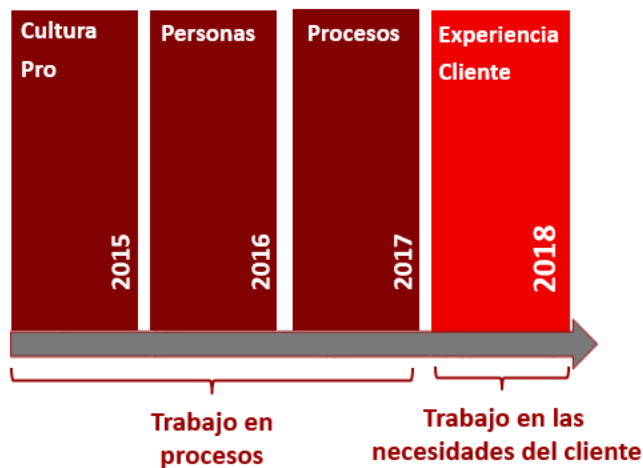 Cultura
Pro
2015
Personas
2016
Procesos
2017
Experiencia
Cliente
2018
Trabajo en
procesos
Trabajo en las
necesidades del cliente